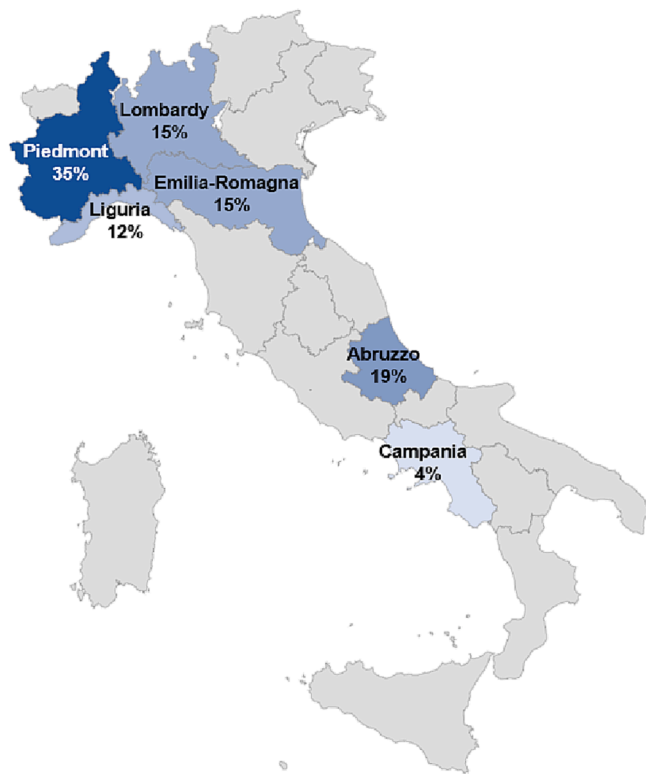 Lombardy
15%
Piedmont
35%
Emilia-Romagna
15%
Liguria
12%
Abruzzo
19%
Campania
4%